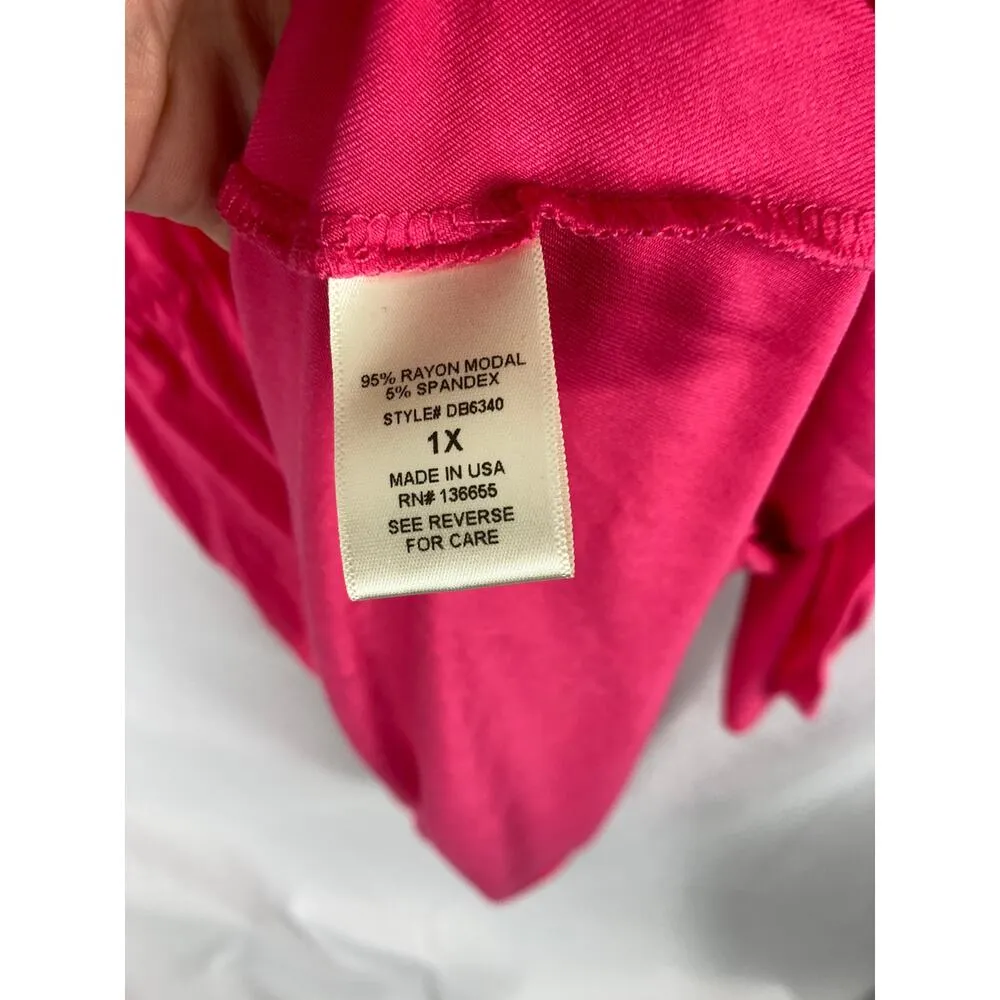 95% RAYON MODAL
5% SPANDEX
STYLE# DB6340
1X
MADE IN USA
RN# 136655
SEE REVERSE
FOR CARE